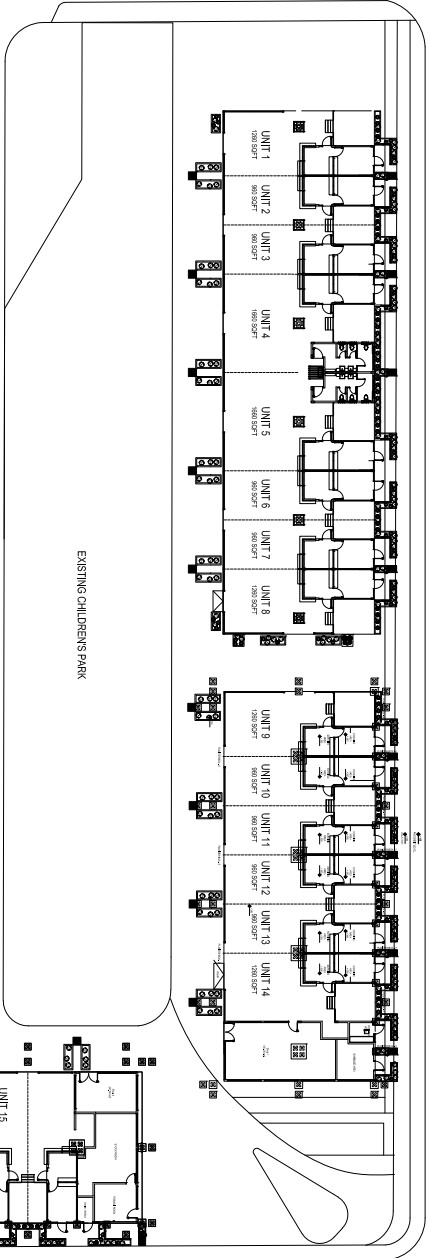 UNIT 1
1260 SQFT
UNIT 2
960 SQFT
UNIT 3
960 SQFT
UNIT 4
1660 SQFT
UNIT 5
1660 SQFT
UNIT 6
960 SQFT
UNIT 7
960 SQFT
UNIT 8
1260 SQFT
EXISTING CHILDREN'S PARK
UNIT 9
1260 SQFT
UNIT 10
960 SQFT
UNIT 11
960 SQFT
UNIT 12
960 SQFT
UNIT 13
960 SQFT
UNIT 14
1260 SQFT
UNIT 15